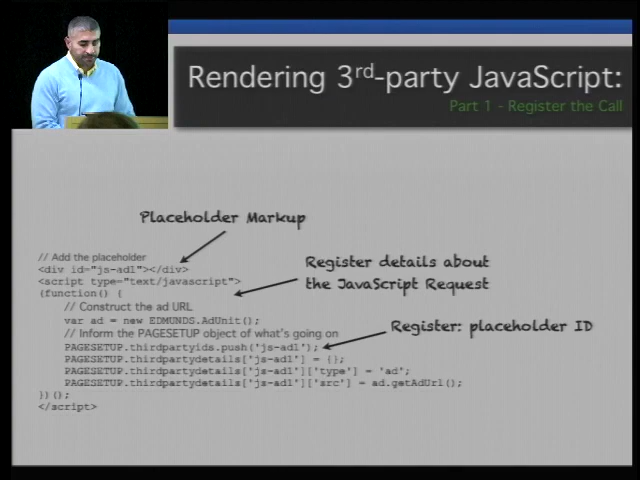 Rendering 3rd-party JavaScript:
Part 1 - Register the Call
Placeholder Markup
// Add the placeholder
<div id="js-ad1"></div>
Register details about
<script type="text/javascript">
the JavaScript Request
(function() {
// Construct the ad URL
var ad = new EDMUNDS.AdUnit();
Register: placeholder ID
// Inform the PAGESETUP object of what's going on
PAGESETUP.thirdpartyids.push('js-ad1');
PAGESETUP.thirdpartydetails['js-ad1'] = {};
PAGESETUP.thirdpartydetails['js-ad1']['type'] = 'ad';
PAGESETUP.thirdpartydetails['js-ad1']['src'] = ad.getAdUrl();
})();
</script>